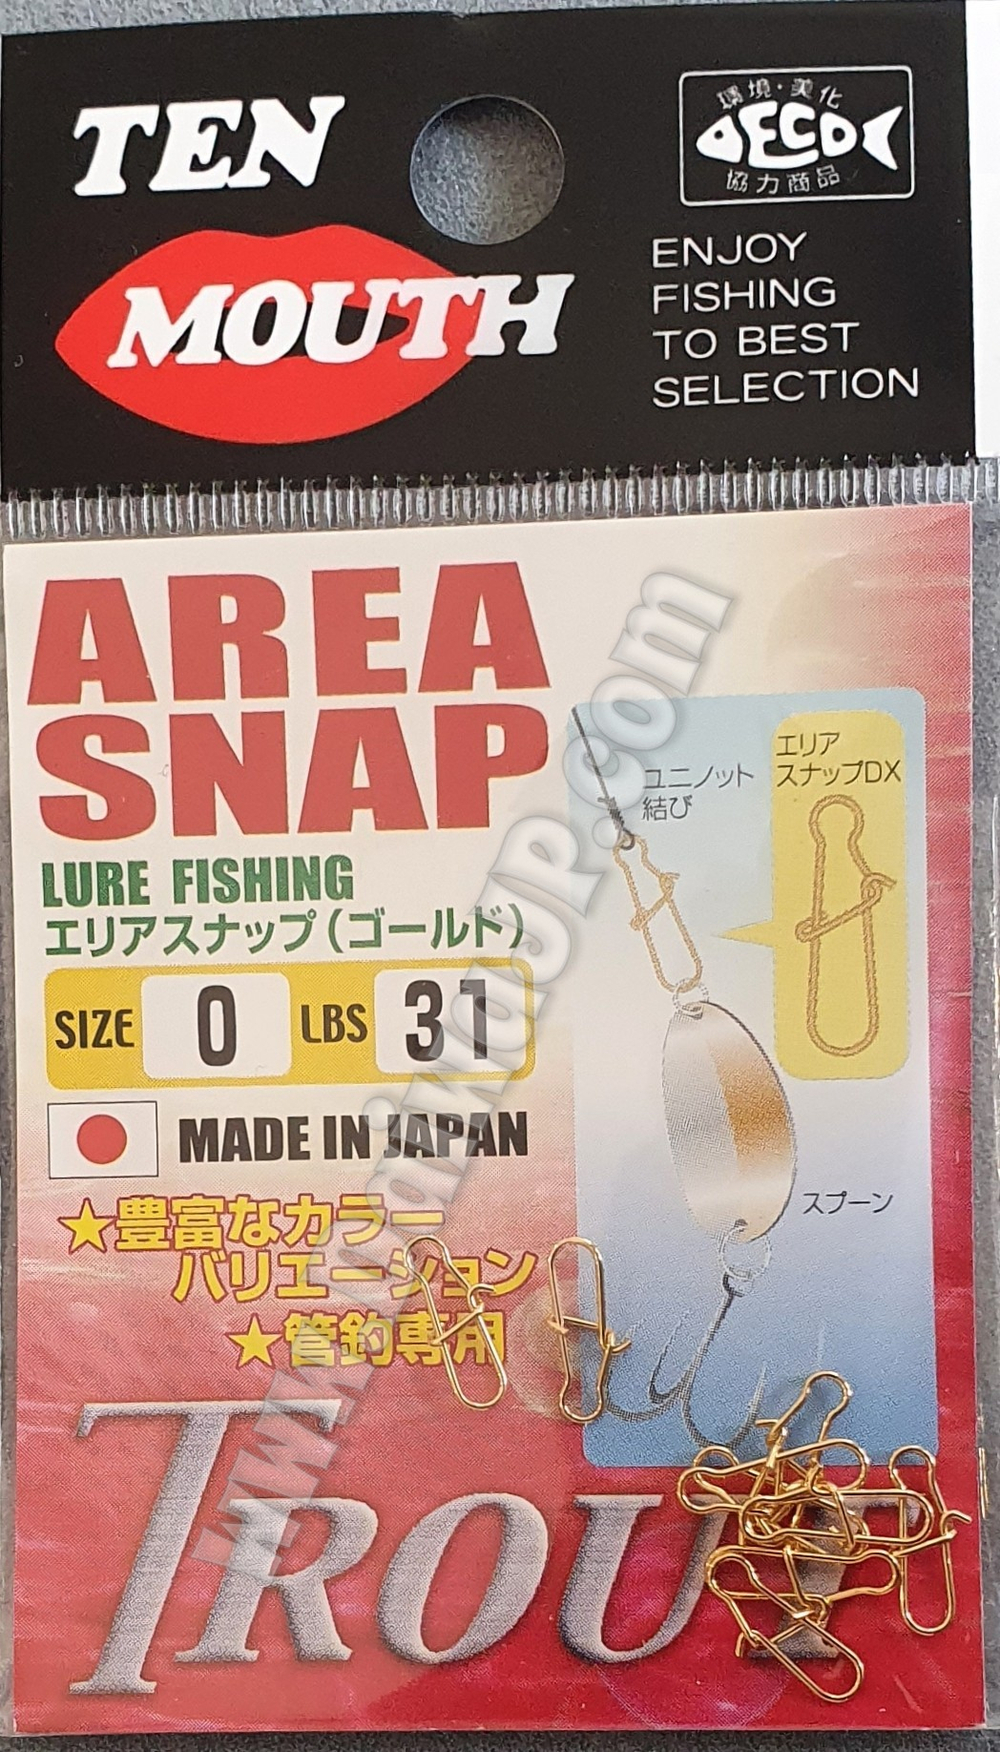 TEN
MOUTH
環境・美化
ECO
協力商品
ENJOY
FISHING
TO BEST
SELECTION
AREA
SNAP
LURE FISHING
エリアスナップ(ゴールド)
SIZE 0 LBS 31
MADE IN JAPAN
★豊富なカラー
バリエーション
★管釣専用
TROUT
ユニノット
結び
エリア
スナップDX
スプーン